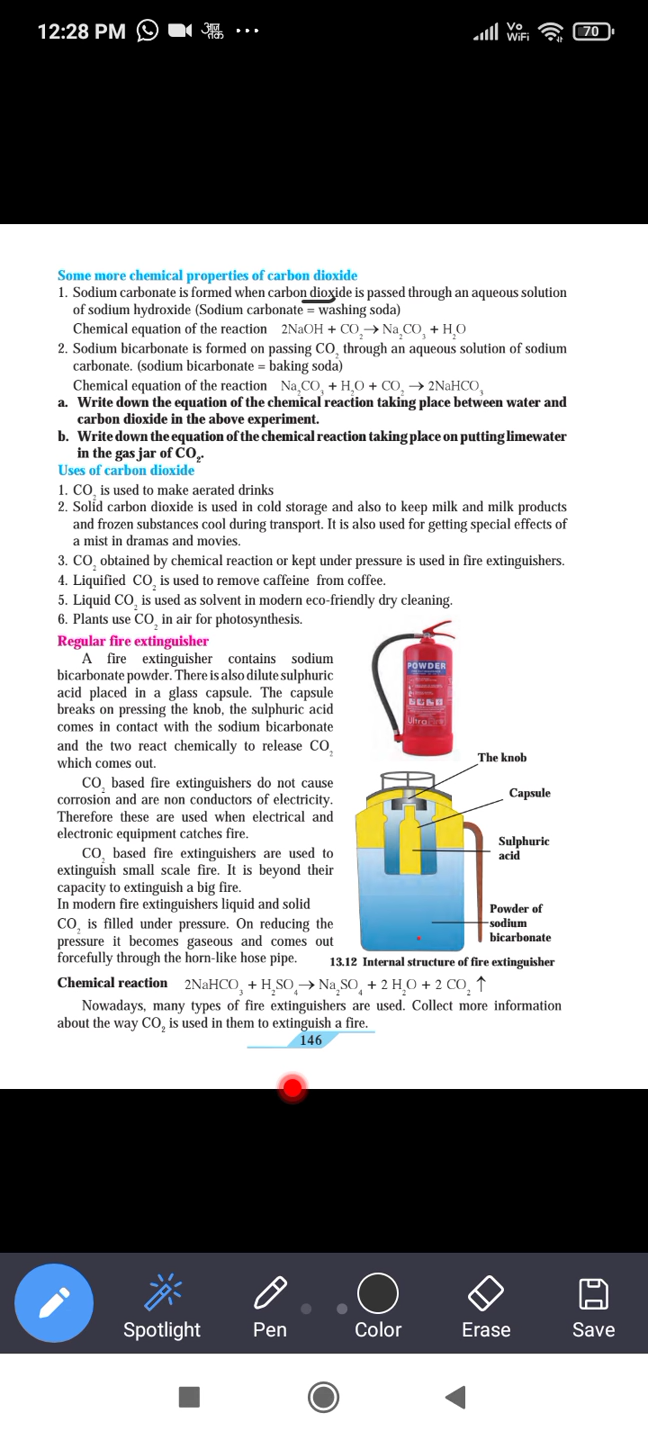 12:28 PM आज तक ... Vo WiFi 70
Some more chemical properties of carbon dioxide
1. Sodium carbonate is formed when carbon dioxide is passed through an aqueous solution
of sodium hydroxide (Sodium carbonate = washing soda)
Chemical equation of the reaction 2NaOH + CO₂→ Na₂CO₃ + H₂O
2. Sodium bicarbonate is formed on passing CO₂ through an aqueous solution of sodium
carbonate. (sodium bicarbonate = baking soda)
Chemical equation of the reaction Na₂CO₃ + H₂O + CO₂ → 2NaHCO₃
a. Write down the equation of the chemical reaction taking place between water and
carbon dioxide in the above experiment.
b. Write down the equation of the chemical reaction taking place on putting limewater
in the gas jar of CO₂.
Uses of carbon dioxide
1. CO₂ is used to make aerated drinks
2. Solid carbon dioxide is used in cold storage and also to keep milk and milk products
and frozen substances cool during transport. It is also used for getting special effects of
a mist in dramas and movies.
3. CO₂ obtained by chemical reaction or kept under pressure is used in fire extinguishers.
4. Liquified CO₂ is used to remove caffeine from coffee.
5. Liquid CO₂ is used as solvent in modern eco-friendly dry cleaning.
6. Plants use CO₂ in air for photosynthesis.
Regular fire extinguisher
A fire extinguisher contains sodium
bicarbonate powder. There is also dilute sulphuric
acid placed in a glass capsule. The capsule
breaks on pressing the knob, the sulphuric acid
comes in contact with the sodium bicarbonate
and the two react chemically to release CO₂
which comes out.
CO₂ based fire extinguishers do not cause
corrosion and are non conductors of electricity.
Therefore these are used when electrical and
electronic equipment catches fire.
CO₂ based fire extinguishers are used to
extinguish small scale fire. It is beyond their
capacity to extinguish a big fire.
In modern fire extinguishers liquid and solid
CO₂ is filled under pressure. On reducing the
pressure it becomes gaseous and comes out
forcefully through the horn-like hose pipe.
POWDER
Ultra
The knob
Capsule
Sulphuric
acid
Powder of
sodium
bicarbonate
13.12 Internal structure of fire extinguisher
Chemical reaction 2NaHCO₃ + H₂SO₄→ Na₂SO₄ + 2 H₂O + 2 CO₂ ↑
Nowadays, many types of fire extinguishers are used. Collect more information
about the way CO₂ is used in them to extinguish a fire.
146
Spotlight Pen Color Erase Save